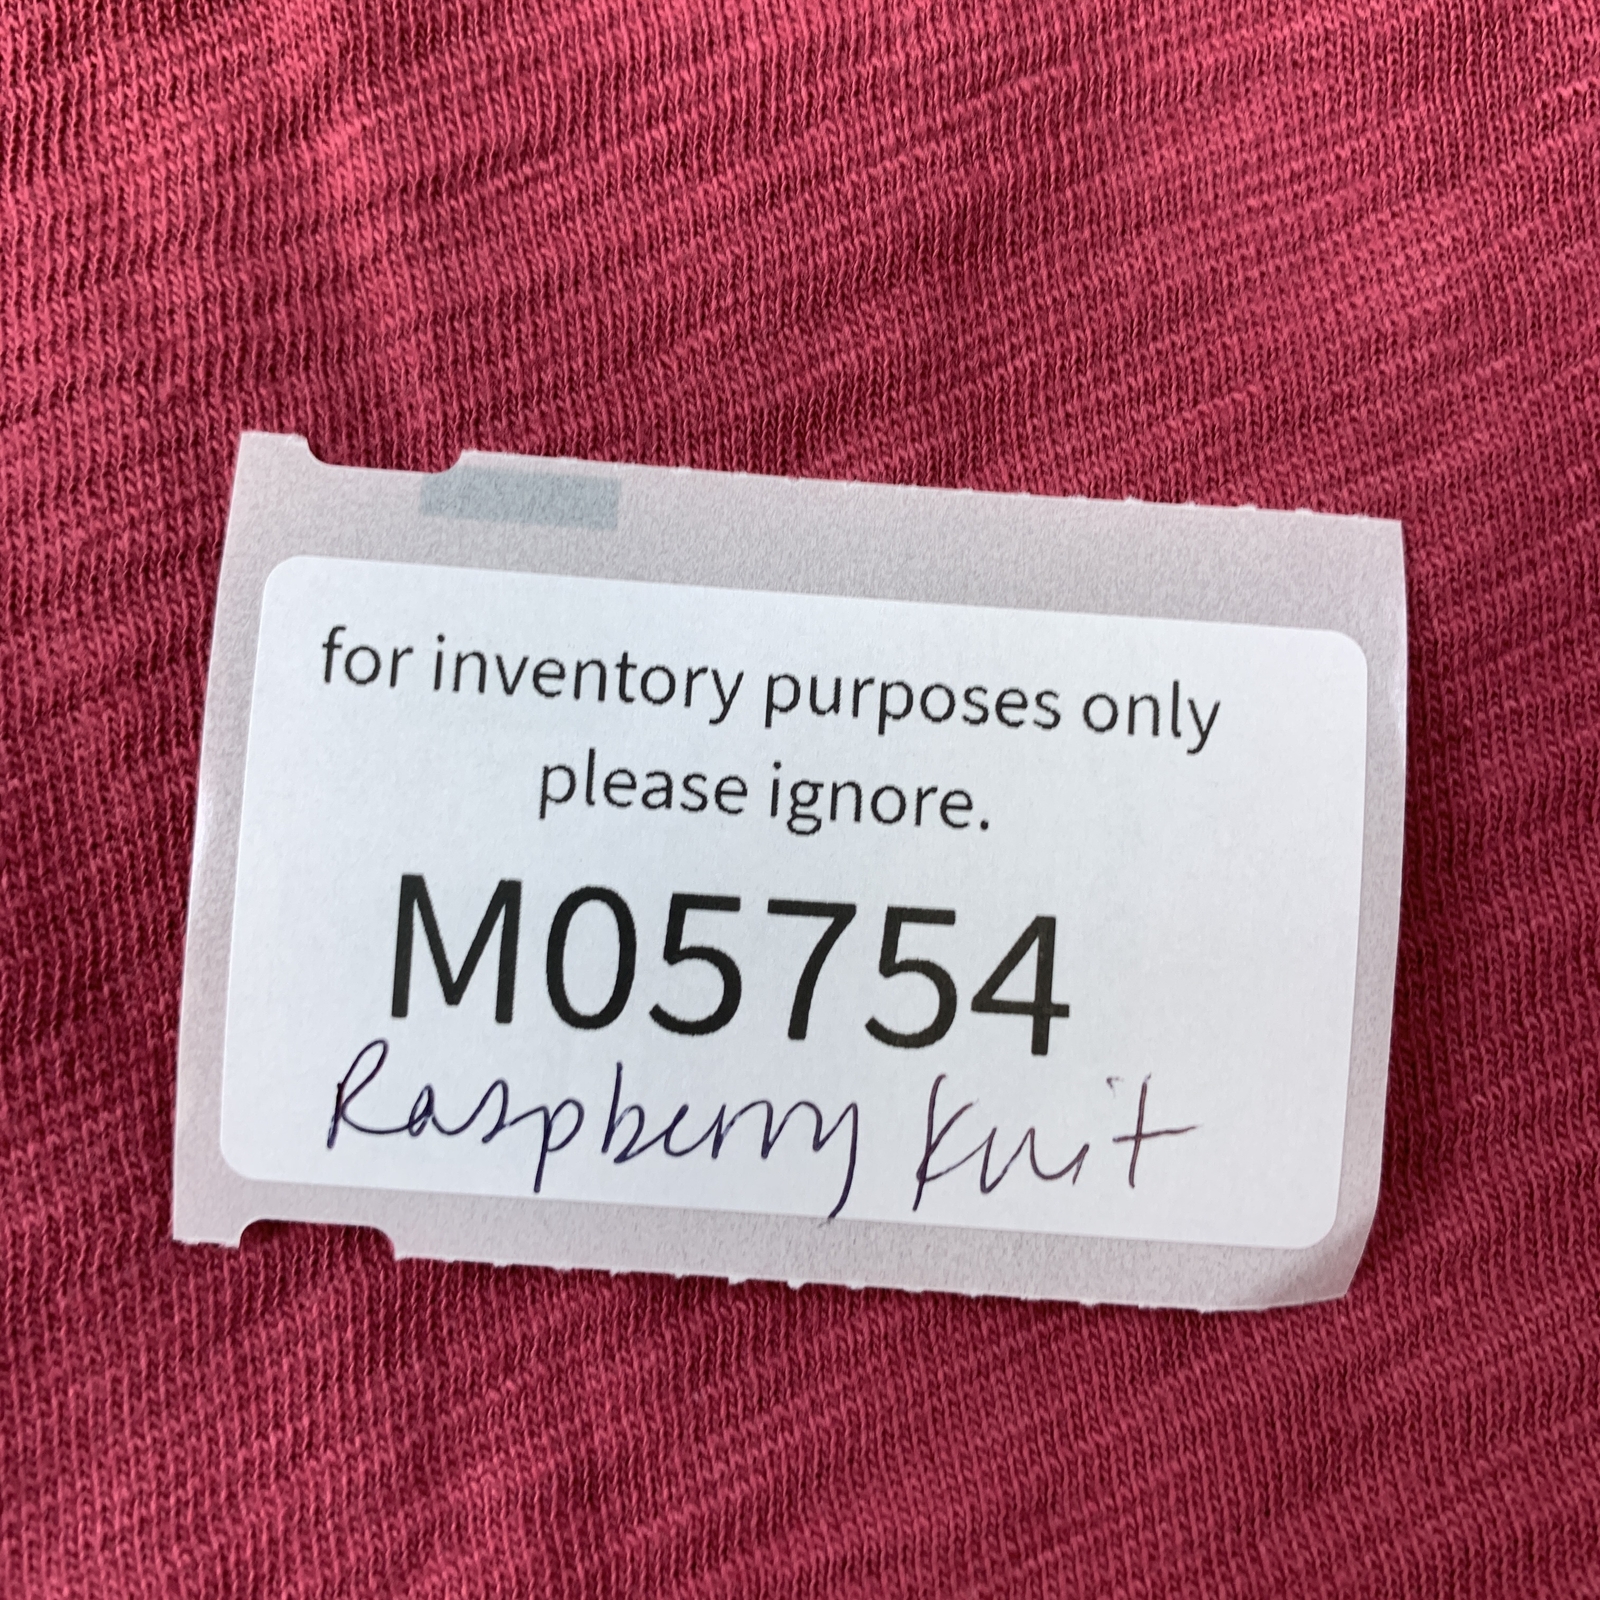 for inventory purposes only
please ignore.
M05754
Raspberry Knit